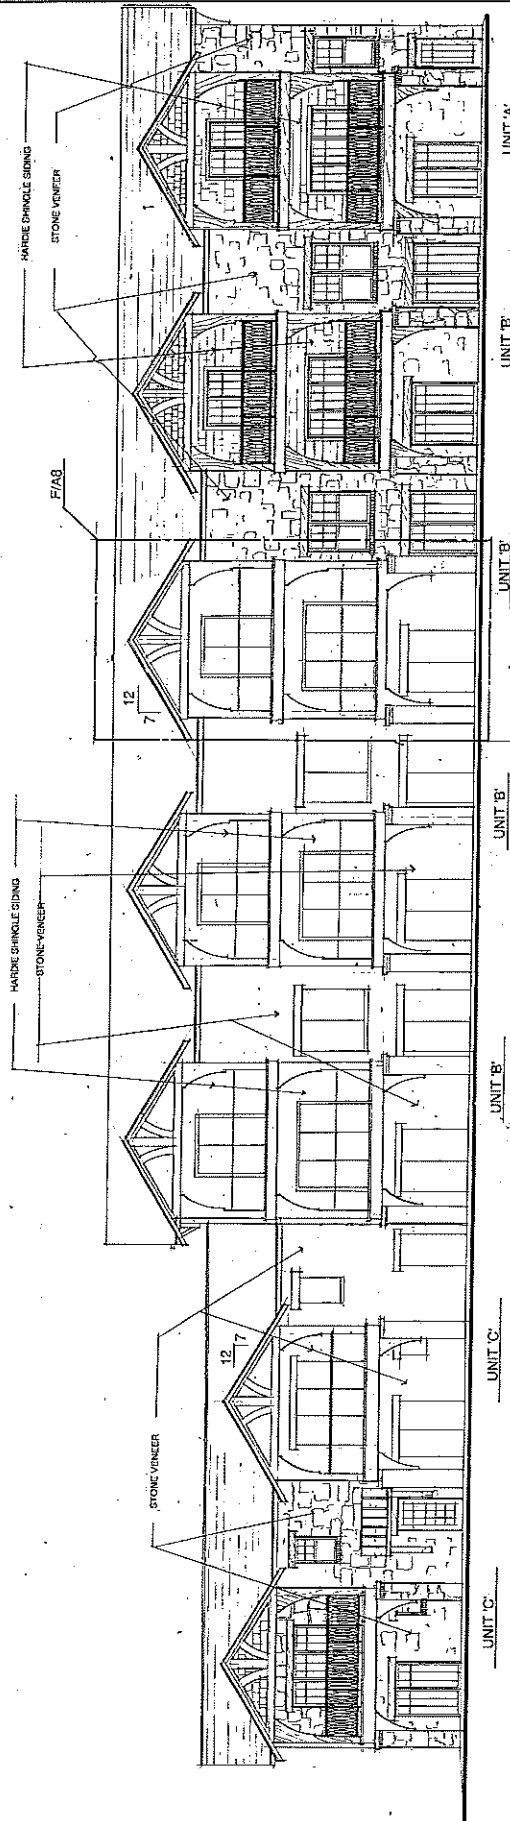 HARDIE SHINGLE SIDING
STONE VENEER
F/A8
12
7
HARDIE SHINGLE SIDING
STONE VENEER
12
7
STONE VENEER
UNIT 'C'
UNIT 'C'
UNIT 'B'
UNIT 'B'
UNIT 'B'
UNIT 'B'
UNIT 'A'